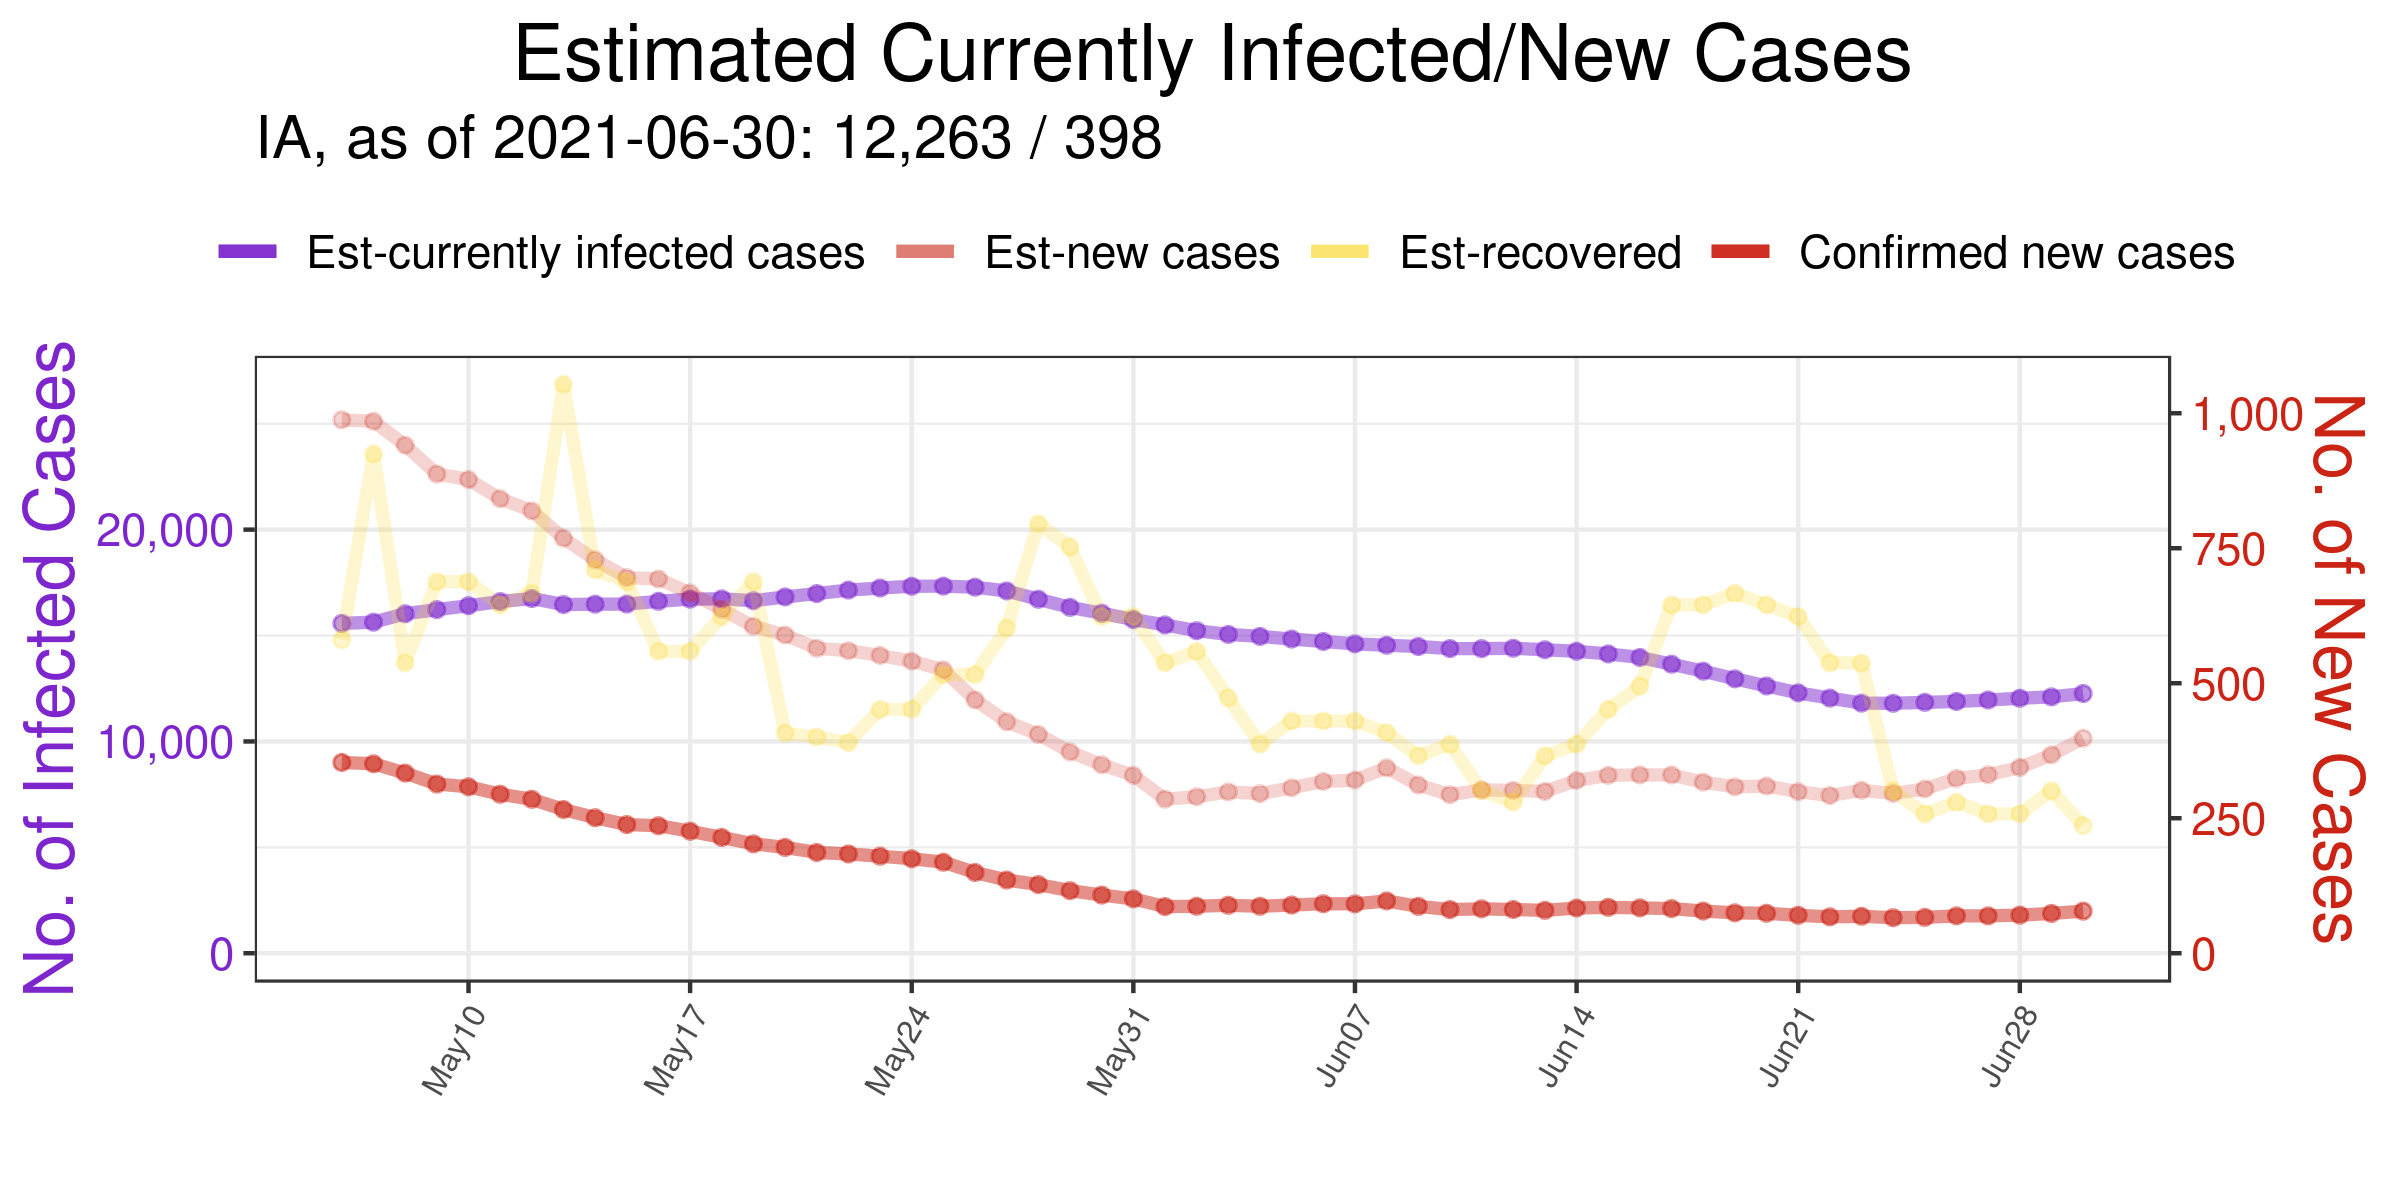 Estimated Currently Infected/New Cases
IA, as of 2021-06-30: 12,263 / 398
Est-currently infected cases Est-new cases Est-recovered Confirmed new cases
No. of Infected Cases
20,000
10,000
0
1,000
750
500
250
0
No. of New Cases
May10 May17 May24 May31 Jun07 Jun14 Jun21 Jun28